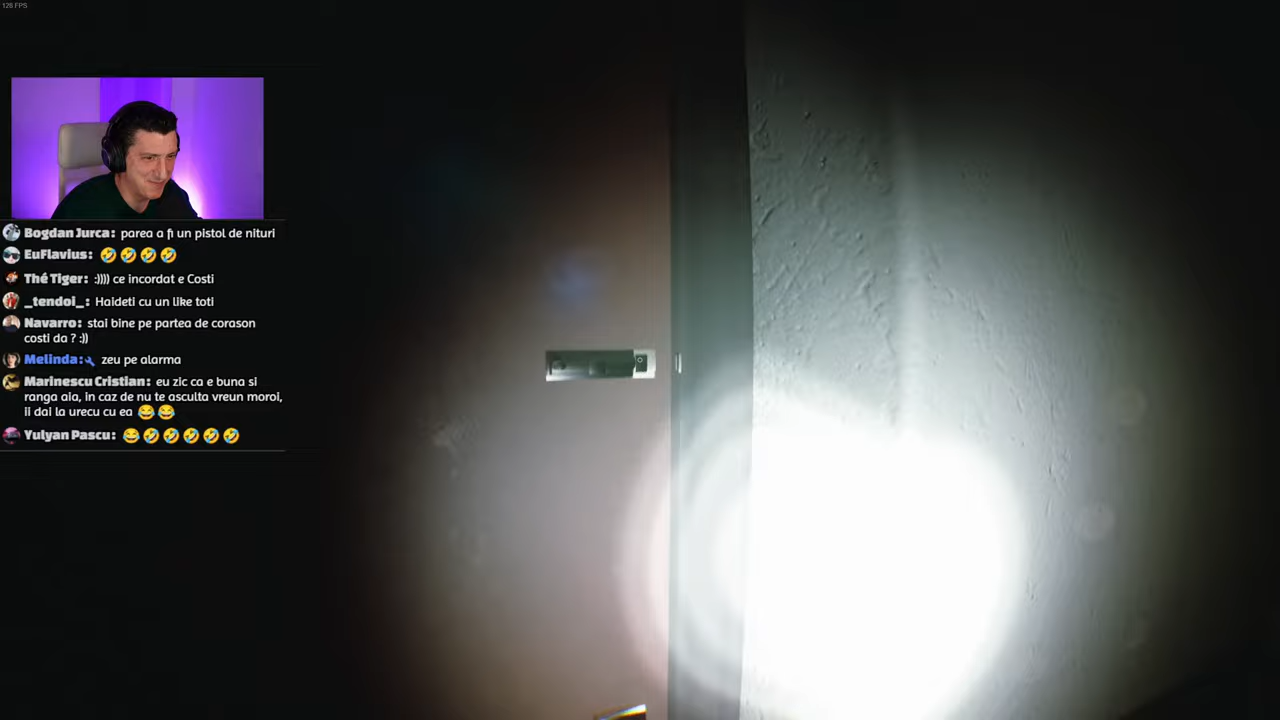 128 FPS
Bogdan Jurca: parea a fi un pistol de nituri
EuFlavius: 🤣 🤣 🤣 🤣
Thé Tiger: :)))) ce incordat e Costi
_tendoi_: Haideti cu un like toti
Navarro: stai bine pe partea de corason
costi da ? :))
Melinda: zeu pe alarma
Marinescu Cristian: eu zic ca e buna si
ranga aia, in caz de nu te asculta vreun moroi,
ii dai la urecu cu ea 😂 😂
Yulyan Pascu: 😂 🤣 🤣 🤣 🤣 🤣